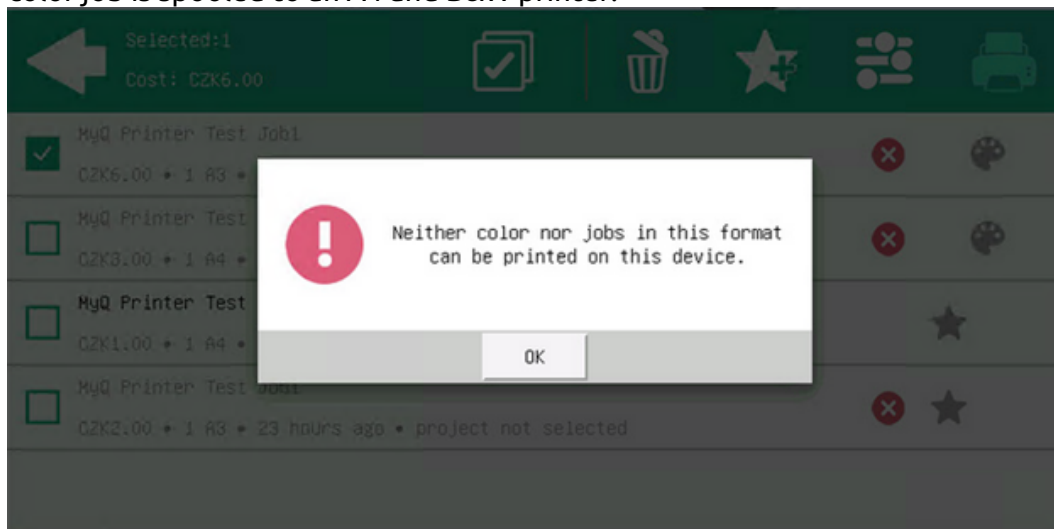 color job is spooled to an A4 and B&W printer.
Selected:1
Cost: CZK6.00
MyQ Printer Test Job1
CZK6.00 • 1 A3 •
MyQ Printer Test
CZK3.00 • 1 A4 •
Neither color nor jobs in this format
can be printed on this device.
MyQ Printer Test
CZK1.00 • 1 A4 •
OK
MyQ Printer Test Job1
CZK2.00 • 1 A3 • 23 hours ago • project not selected